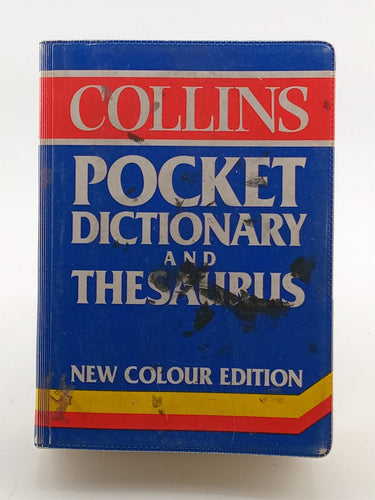 COLLINS
POCKET
DICTIONARY
AND
THESAURUS
NEW COLOUR EDITION